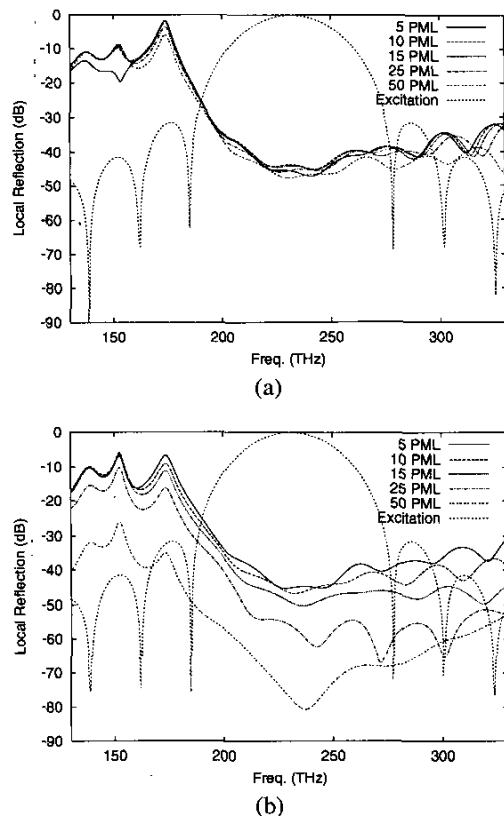 0
-10
-20
-30
-40
-50
-60
-70
-80
-90
Local Reflection (dB)
5 PML
10 PML
15 PML
25 PML
50 PML
Excitation
150
200
250
300
Freq. (THz)
(a)
0
-10
-20
-30
-40
-50
-60
-70
-80
-90
Local Reflection (dB)
5 PML
10 PML
15 PML
25 PML
50 PML
Excitation
150
200
250
300
Freq. (THz)
(b)